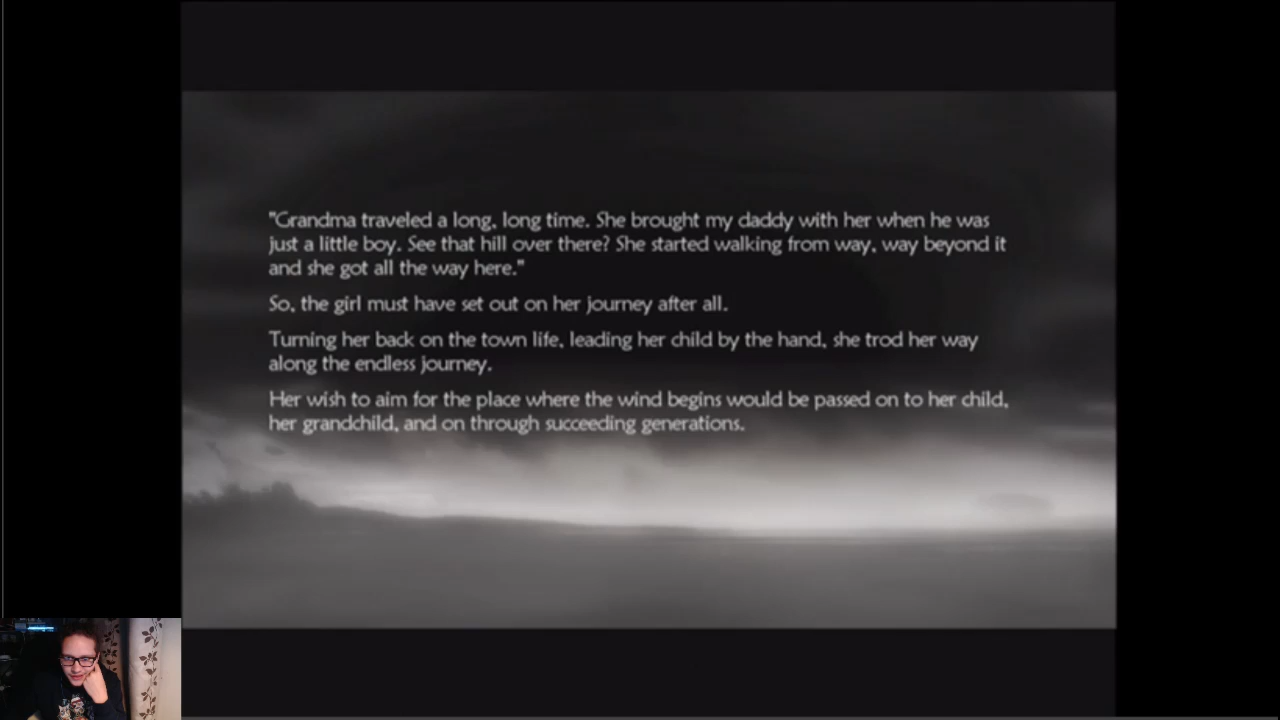 "Grandma traveled a long, long time. She brought my daddy with her when he was
just a little boy. See that hill over there? She started walking from way, way beyond it
and she got all the way here."
So, the girl must have set out on her journey after all.
Turning her back on the town life, leading her child by the hand, she trod her way
along the endless journey.
Her wish to aim for the place where the wind begins would be passed on to her child,
her grandchild, and on through succeeding generations.